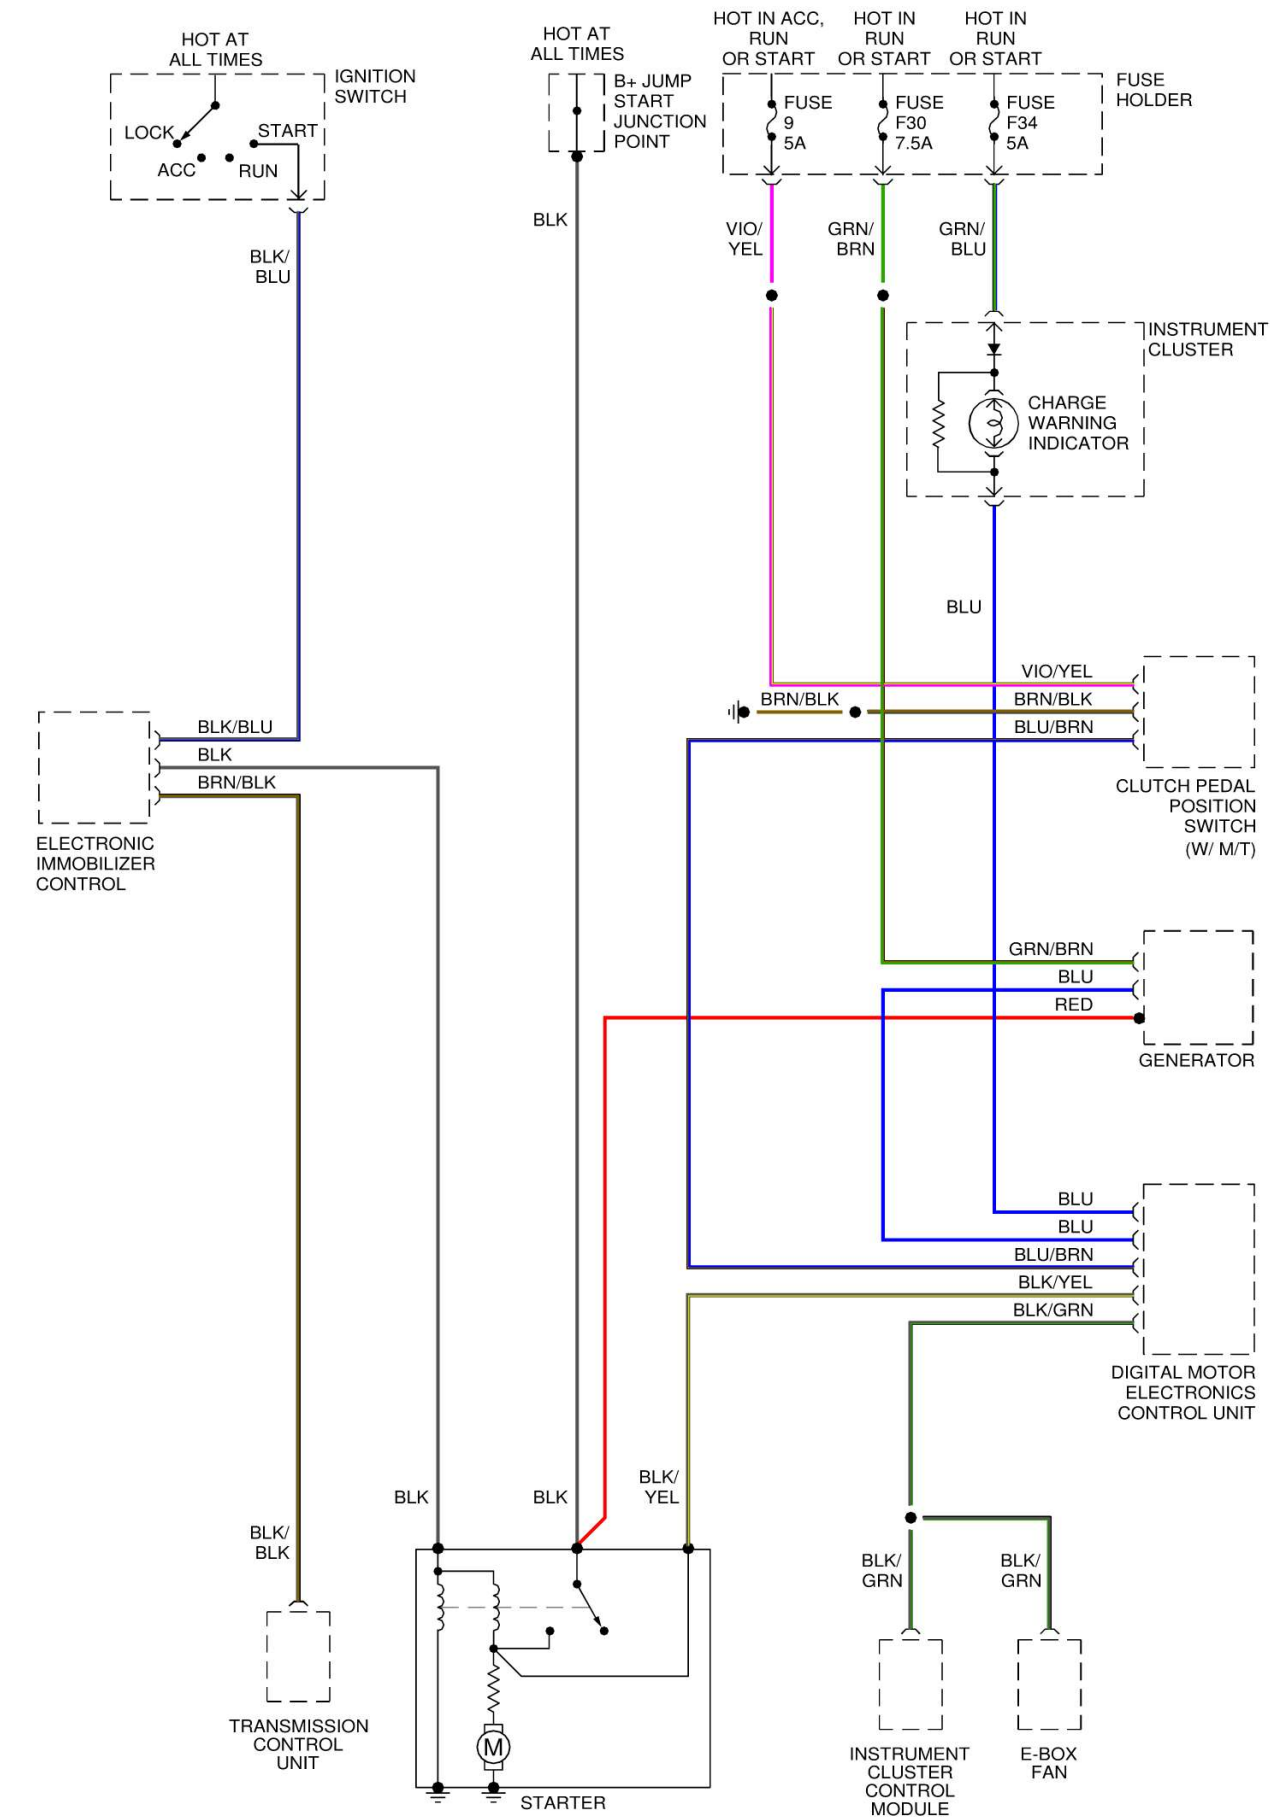 HOT AT
ALL TIMES
IGNITION
SWITCH
LOCK
START
ACC
RUN
HOT AT
ALL TIMES
B+ JUMP
START
JUNCTION
POINT
HOT IN ACC,
RUN
OR START
HOT IN
RUN
OR START
HOT IN
RUN
OR START
FUSE
HOLDER
FUSE
9
5A
FUSE
F30
7.5A
FUSE
F34
5A
BLK/
BLU
BLK
VIO/
YEL
GRN/
BRN
GRN/
BLU
INSTRUMENT
CLUSTER
CHARGE
WARNING
INDICATOR
BLU
VIO/YEL
BRN/BLK
BRN/BLK
BLU/BRN
CLUTCH PEDAL
POSITION
SWITCH
(W/ M/T)
BLK/BLU
BLK
BRN/BLK
ELECTRONIC
IMMOBILIZER
CONTROL
GRN/BRN
BLU
RED
GENERATOR
BLU
BLU
BLU/BRN
BLK/YEL
BLK/GRN
DIGITAL MOTOR
ELECTRONICS
CONTROL UNIT
BLK
BLK
BLK/
YEL
BLK/
BLK
BLK/
GRN
BLK/
GRN
TRANSMISSION
CONTROL
UNIT
M
STARTER
INSTRUMENT
CLUSTER
CONTROL
MODULE
E-BOX
FAN